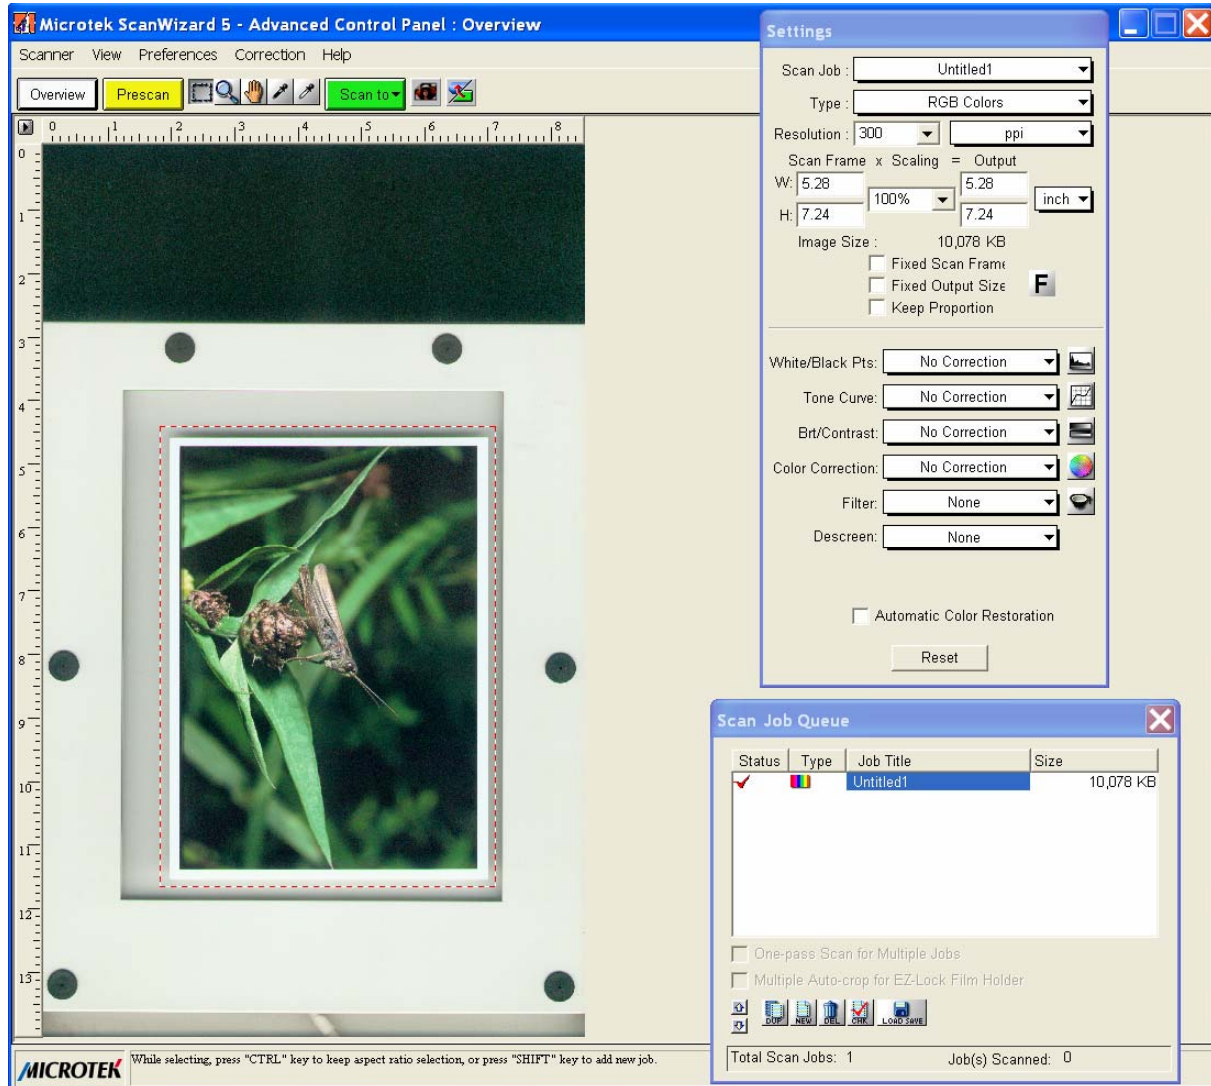 Microtek ScanWizard 5 - Advanced Control Panel : Overview
Scanner View Preferences Correction Help
Overview Prescan Scan to
0 1 2 3 4 5 6 7 8
0
1
2
3
4
5
6
7
8
9
10
11
12
13
MICROTEK While selecting, press "CTRL" key to keep aspect ratio selection, or press "SHIFT" key to add new job.
Settings
Scan Job : Untitled1
Type : RGB Colors
Resolution : 300 ppi
Scan Frame x Scaling = Output
W: 5.28 100% 5.28 inch
H: 7.24 7.24
Image Size : 10,078 KB
Fixed Scan Frame
Fixed Output Size
F
Keep Proportion
White/Black Pts: No Correction
Tone Curve: No Correction
Brt/Contrast: No Correction
Color Correction: No Correction
Filter: None
Descreen: None
Automatic Color Restoration
Reset
Scan Job Queue
Status Type Job Title Size
Untitled1 10,078 KB
One-pass Scan for Multiple Jobs
Multiple Auto-crop for EZ-Lock Film Holder
DUP NEW DEL CHK LOAD SAVE
Total Scan Jobs: 1 Job(s) Scanned: 0